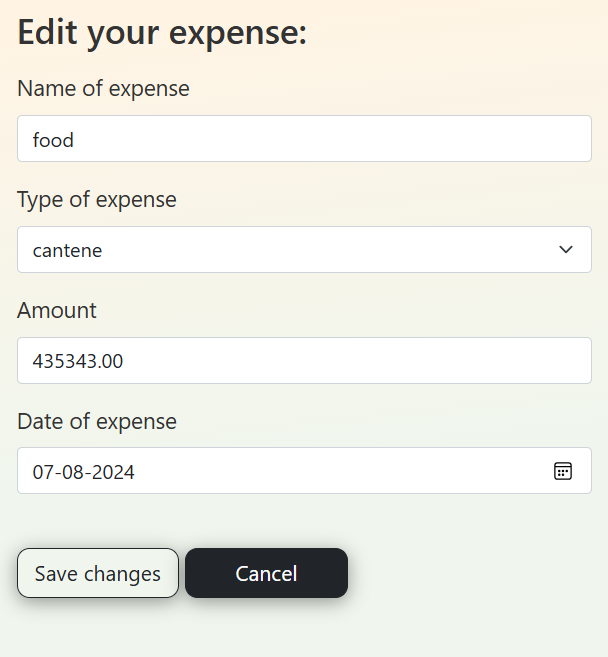 Edit your expense:
Name of expense
food
Type of expense
cantene
Amount
435343.00
Date of expense
07-08-2024
Save changes Cancel